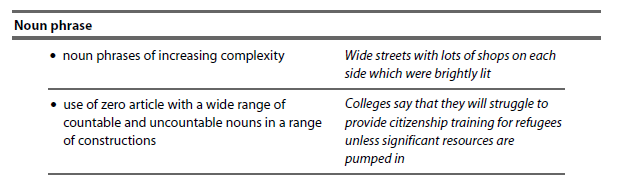 Noun phrase
• noun phrases of increasing complexity
Wide streets with lots of shops on each
side which were brightly lit
• use of zero article with a wide range of
countable and uncountable nouns in a range
of constructions
Colleges say that they will struggle to
provide citizenship training for refugees
unless significant resources are
pumped in